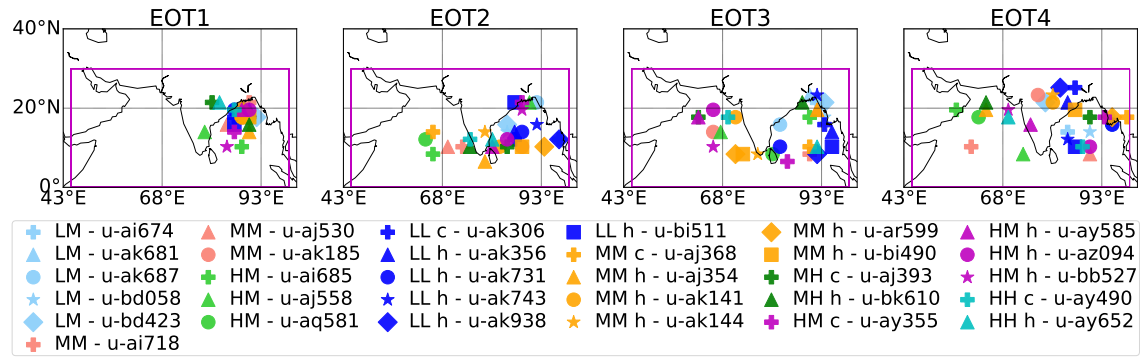 EOT1 EOT2 EOT3 EOT4
40°N
20°N
0°
43°E 68°E 93°E 43°E 68°E 93°E 43°E 68°E 93°E 43°E 68°E 93°E
LM - u-ai674 MM - u-aj530 LL c - u-ak306 LL h - u-bi511 MM h - u-ar599 HM h - u-ay585
LM - u-ak681 MM - u-ak185 LL h - u-ak356 MM c - u-aj368 MM h - u-bi490 HM h - u-az094
LM - u-ak687 HM - u-ai685 LL h - u-ak731 MM h - u-aj354 MH c - u-aj393 HM h - u-bb527
LM - u-bd058 HM - u-aj558 LL h - u-ak743 MM h - u-ak141 MH h - u-bk610 HH c - u-ay490
LM - u-bd423 HM - u-aq581 LL h - u-ak938 MM h - u-ak144 HM c - u-ay355 HH h - u-ay652
MM - u-ai718